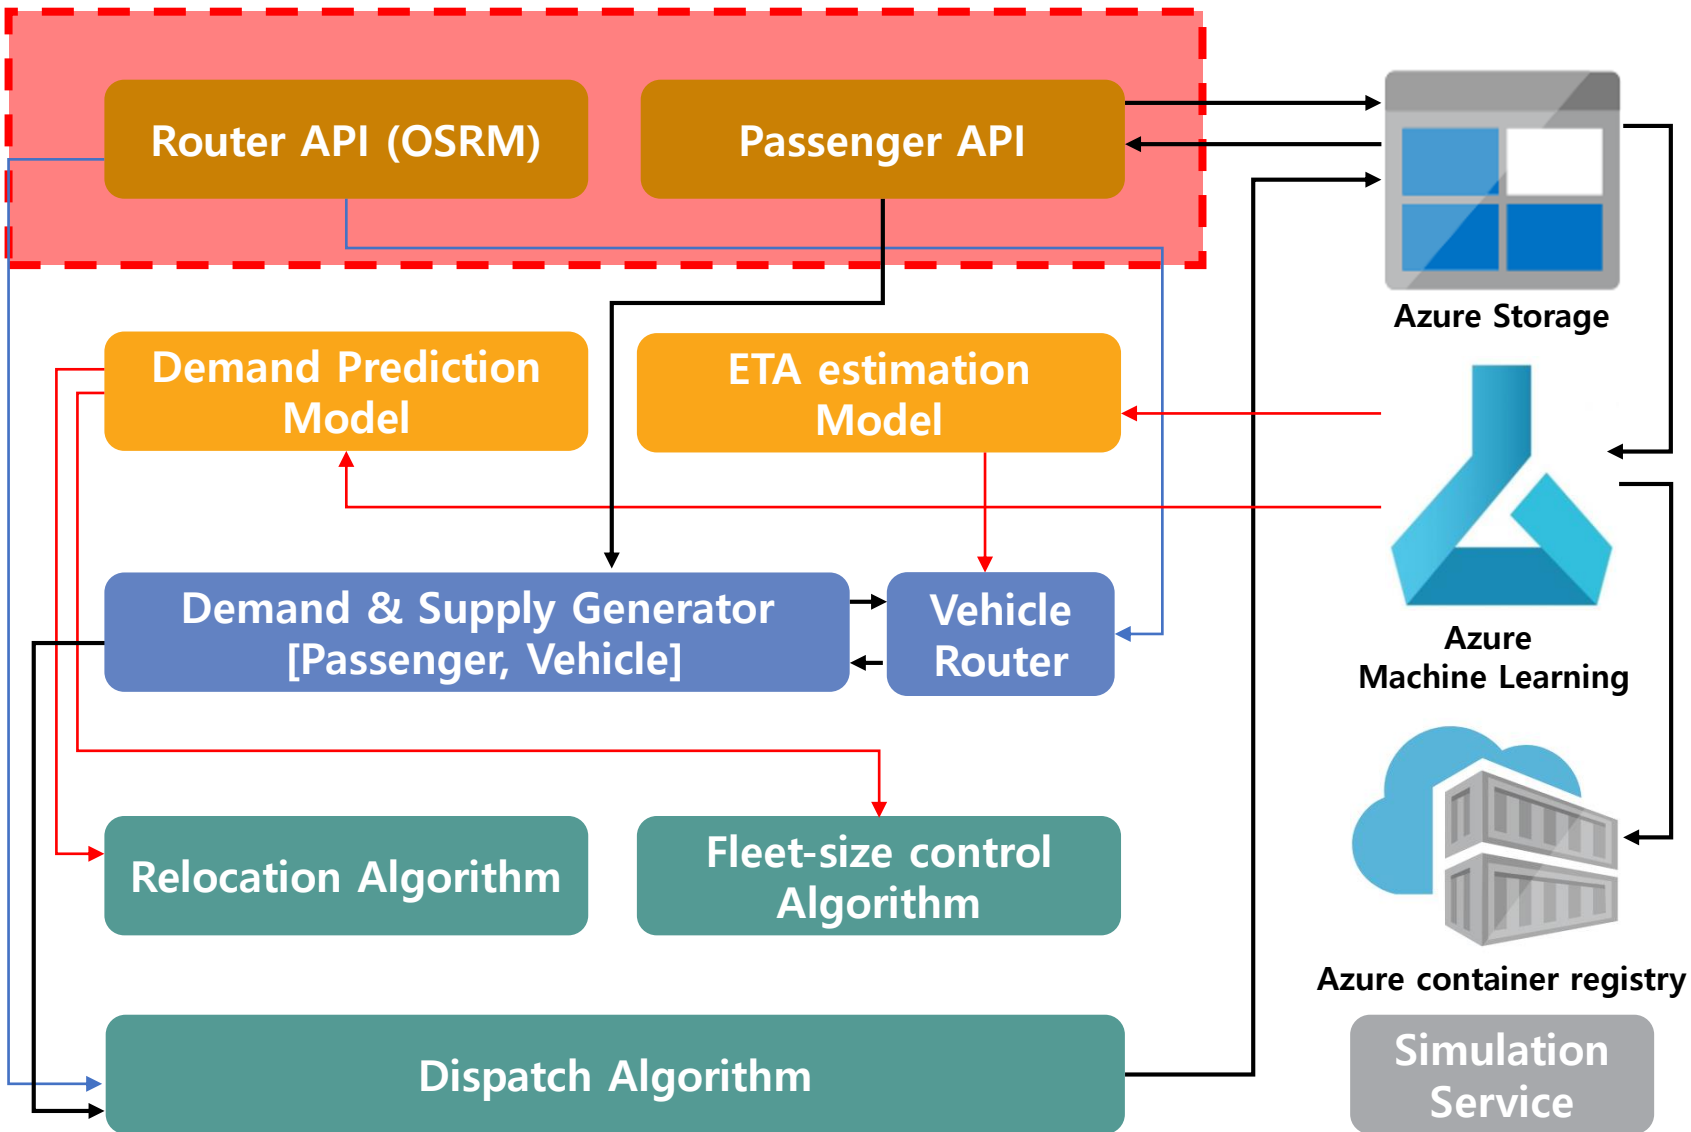 Router API (OSRM)
Passenger API
Azure Storage
Demand Prediction
Model
ETA estimation
Model
Demand & Supply Generator
[Passenger, Vehicle]
Vehicle
Router
Azure
Machine Learning
Relocation Algorithm
Fleet-size control
Algorithm
Azure container registry
Dispatch Algorithm
Simulation
Service